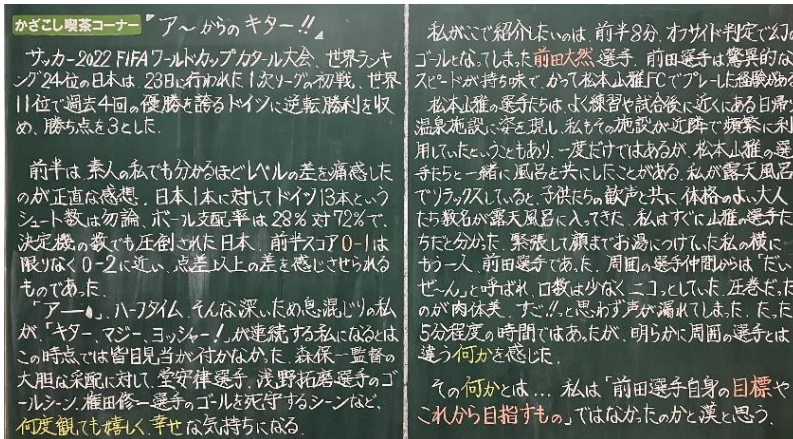 かざこし喫茶コーナー 『ア～からのキター!!』
サッカー2022 FIFAワールドカップカタール大会、世界ランキ
ング24位の日本は、23日に行われた1次リーグの初戦、世界
11位で過去4回の優勝を誇るドイツに逆転勝利を収
め、勝ち点を3とした。
前半は、素人の私でも分かるほどレベルの差を痛感した
のが正直な感想。日本1本に対してドイツ13本という
シュート数は勿論、ボール支配率は28%対72%で、
決定機の数でも圧倒された日本。前半スコア0-1は
限りなく0-2に近い、点差以上の差を感じさせられる
ものであった。
「アー」、ハーフタイム、そんな深いため息混じりの私
が、「キター、マジー、ヨッシャー!」が連続する私になるとは
この時点では皆目見当が付かなかった。森保一監督の
大胆な采配に対して、堂安律選手、浅野拓磨選手のゴ
ールシーン、権田修一選手のゴールを死守するシーンなど、
何度観ても嬉しく、幸せな気持ちになる。
私がここで紹介したいのは、前半8分、オフサイド判定で幻の
ゴールとなってしまった前田大然選手。前田選手は驚異的な
スピードが持ち味で、かつて松本山雅FCでプレーした経験がある。
松本山雅の選手たちは、よく練習や試合後に近くにある日帰り
温泉施設に姿を現し、私もその施設が近隣で頻繁に利
用していたということもあり、一度だけではあるが、松本山雅の選
手たちと一緒に風呂を共にしたことがある。私が露天風呂
でリラックスしていると、子供たちの歓声と共に、体格のよい大人
たち数名が露天風呂に入ってきた。私はすぐに山雅の選手た
ちだと分かった。緊張して顔までお湯につけていた私の横に
もう一人、前田選手であった。周囲の選手仲間からは「だい
ぜ～ん」と呼ばれ、口数は少なくニコッとしていた。圧巻だった
のが肉体美。すご!!っと思わず声が漏れてしまった。たった
5分程度の時間ではあったが、明らかに周囲の選手とは
違う何かを感じた。
その何かとは… 私は「前田選手自身の目標や
これから目指すもの」ではなかったのかと漠と思う。